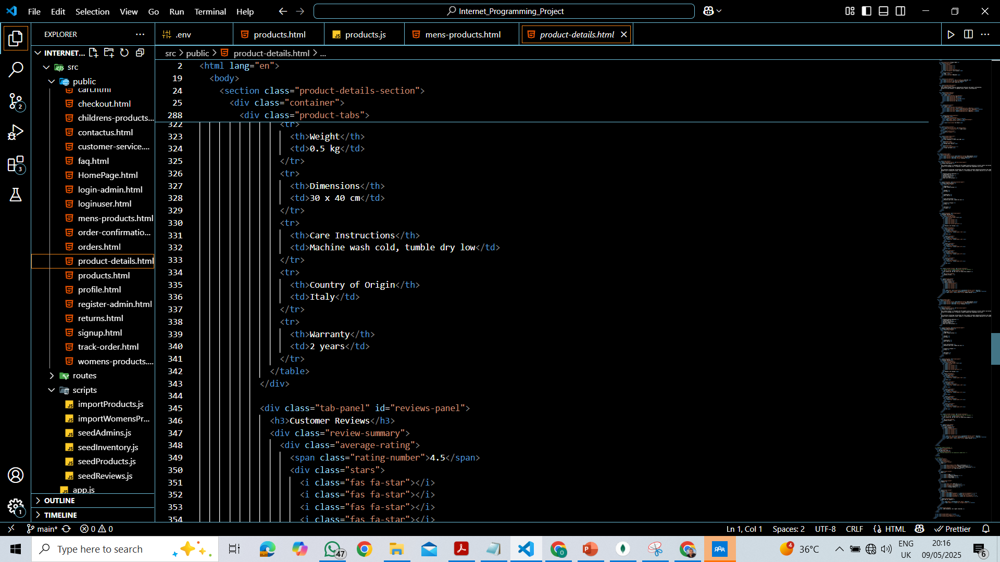 File Edit Selection View Go Run Terminal Help
Internet_Programming_Project
EXPLORER
.env
products.html
products.js
mens-products.html
product-details.html
INTERNET...
src > public > product-details.html > ...
src
public
cart.html
checkout.html
childrens-products...
contactus.html
customer-service....
faq.html
HomePage.html
login-admin.html
loginuser.html
mens-products.html
order-confirmatio...
orders.html
product-details.html
products.html
profile.html
register-admin.html
returns.html
signup.html
track-order.html
womens-products....
routes
scripts
importProducts.js
importWomensPr...
seedAdmins.js
seedInventory.js
seedProducts.js
seedReviews.js
app.js
OUTLINE
TIMELINE
2
3
1
2 <html lang="en">
19 <body>
24 <section class="product-details-section">
25 <div class="container">
288 <div class="product-tabs">
322 <tr>
323 <th>Weight</th>
324 <td>0.5 kg</td>
325 </tr>
326 <tr>
327 <th>Dimensions</th>
328 <td>30 x 40 cm</td>
329 </tr>
330 <tr>
331 <th>Care Instructions</th>
332 <td>Machine wash cold, tumble dry low</td>
333 </tr>
334 <tr>
335 <th>Country of Origin</th>
336 <td>Italy</td>
337 </tr>
338 <tr>
339 <th>Warranty</th>
340 <td>2 years</td>
341 </tr>
342 </table>
343 </div>
344
345 <div class="tab-panel" id="reviews-panel">
346 <h3>Customer Reviews</h3>
347 <div class="review-summary">
348 <div class="average-rating">
349 <span class="rating-number">4.5</span>
350 <div class="stars">
351 <i class="fas fa-star"></i>
352 <i class="fas fa-star"></i>
353 <i class="fas fa-star"></i>
354 <i class="fas fa-star"></i>
main* 0 0
Ln 1, Col 1 Spaces: 2 UTF-8 CRLF HTML Prettier
Type here to search
47
4
36°C
ENG
UK
20:16
09/05/2025
6